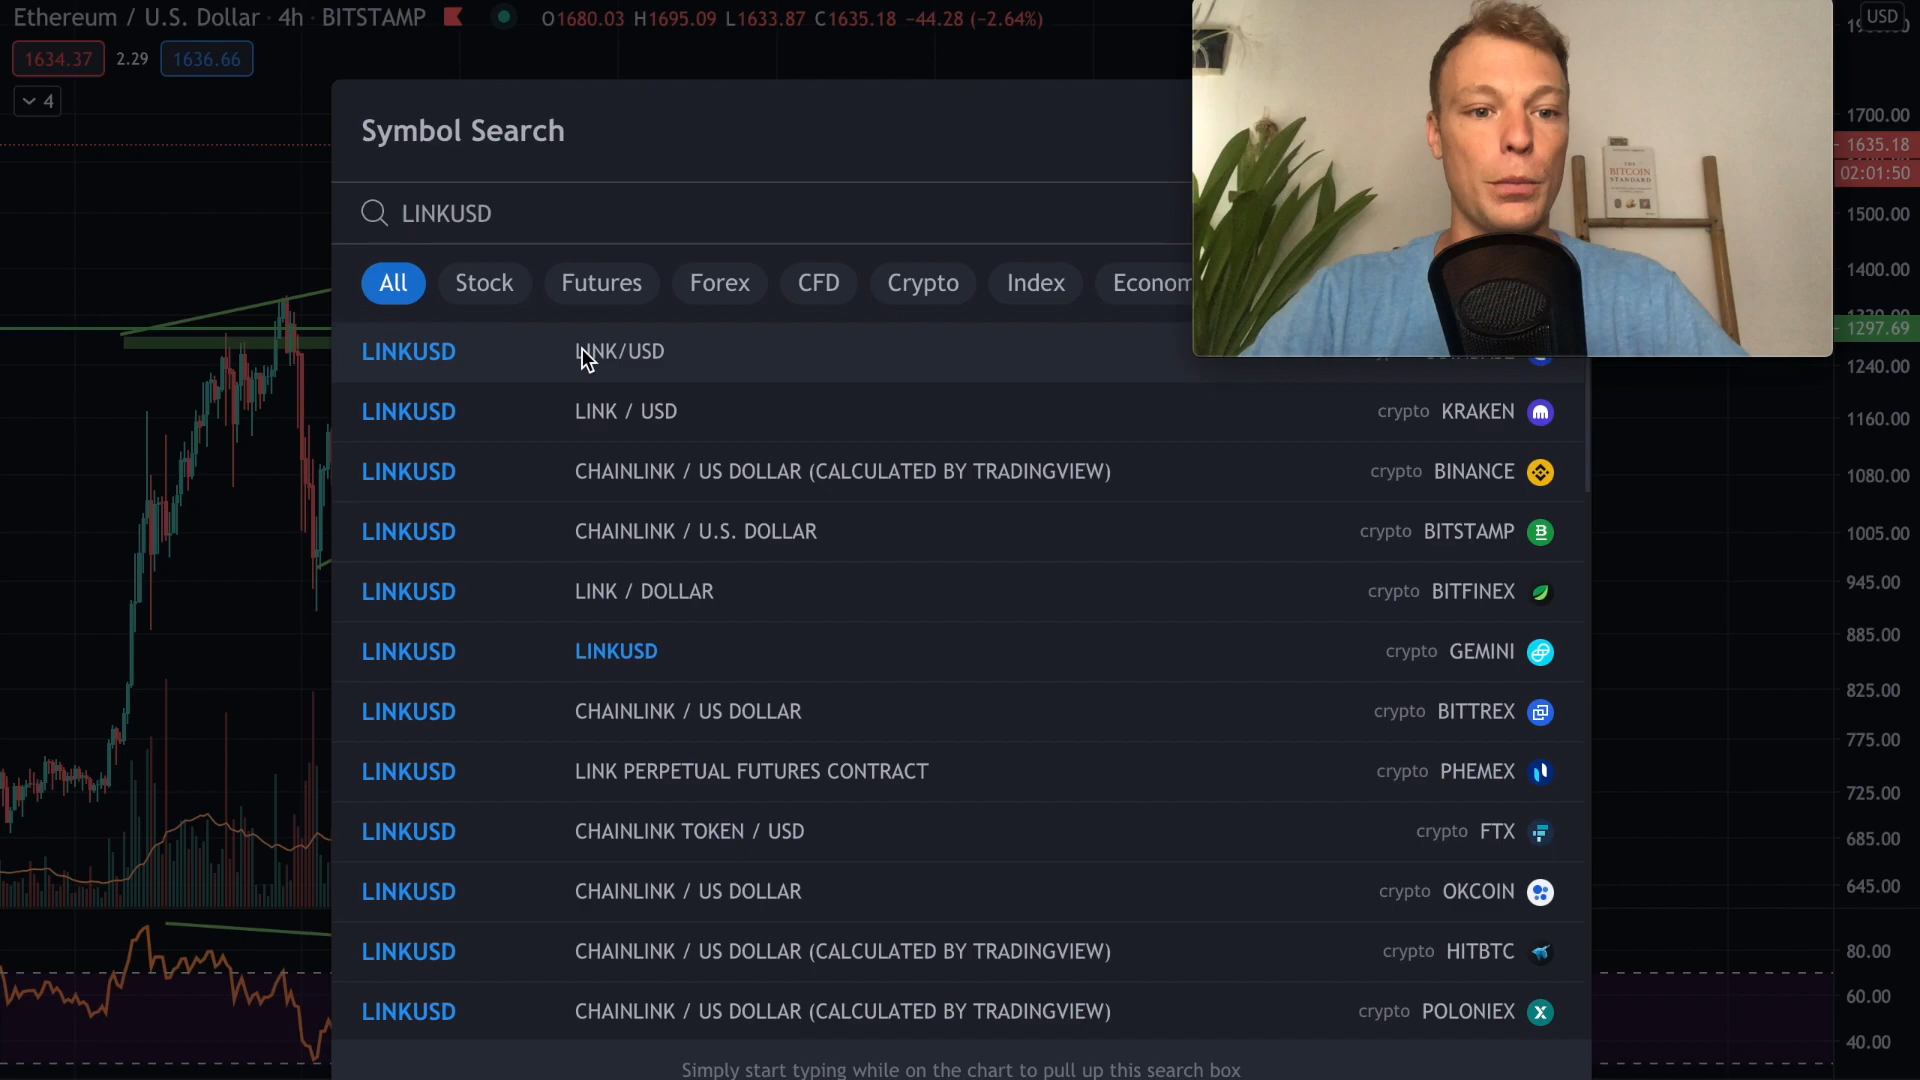 Ethereum / U.S. Dollar · 4h · BITSTAMP O1680.03 H1695.09 L1633.87 C1635.18 −44.28 (−2.64%) USD
1634.37 2.29 1636.66
4
Symbol Search
LINKUSD
All Stock Futures Forex CFD Crypto Index Econom
LINKUSD LINK/USD
LINKUSD LINK / USD crypto KRAKEN
LINKUSD CHAINLINK / US DOLLAR (CALCULATED BY TRADINGVIEW) crypto BINANCE
LINKUSD CHAINLINK / U.S. DOLLAR crypto BITSTAMP
LINKUSD LINK / DOLLAR crypto BITFINEX
LINKUSD LINKUSD crypto GEMINI
LINKUSD CHAINLINK / US DOLLAR crypto BITTREX
LINKUSD LINK PERPETUAL FUTURES CONTRACT crypto PHEMEX
LINKUSD CHAINLINK TOKEN / USD crypto FTX
LINKUSD CHAINLINK / US DOLLAR crypto OKCOIN
LINKUSD CHAINLINK / US DOLLAR (CALCULATED BY TRADINGVIEW) crypto HITBTC
LINKUSD CHAINLINK / US DOLLAR (CALCULATED BY TRADINGVIEW) crypto POLONIEX
Simply start typing while on the chart to pull up this search box
THE
BITCOIN
STANDARD
1700.00
1635.18
02:01:50
1500.00
1400.00
1297.69
1240.00
1160.00
1080.00
1005.00
945.00
885.00
825.00
775.00
725.00
685.00
645.00
80.00
60.00
40.00